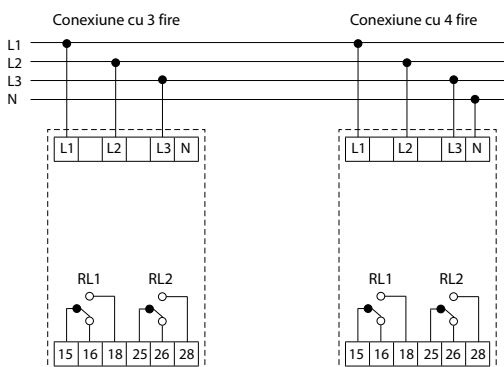 Conexiune cu 3 fire
Conexiune cu 4 fire
L1
L2
L3
N
L1 L2 L3 N
L1 L2 L3 N
RL1 RL2
RL1 RL2
15 16 18 25 26 28
15 16 18 25 26 28